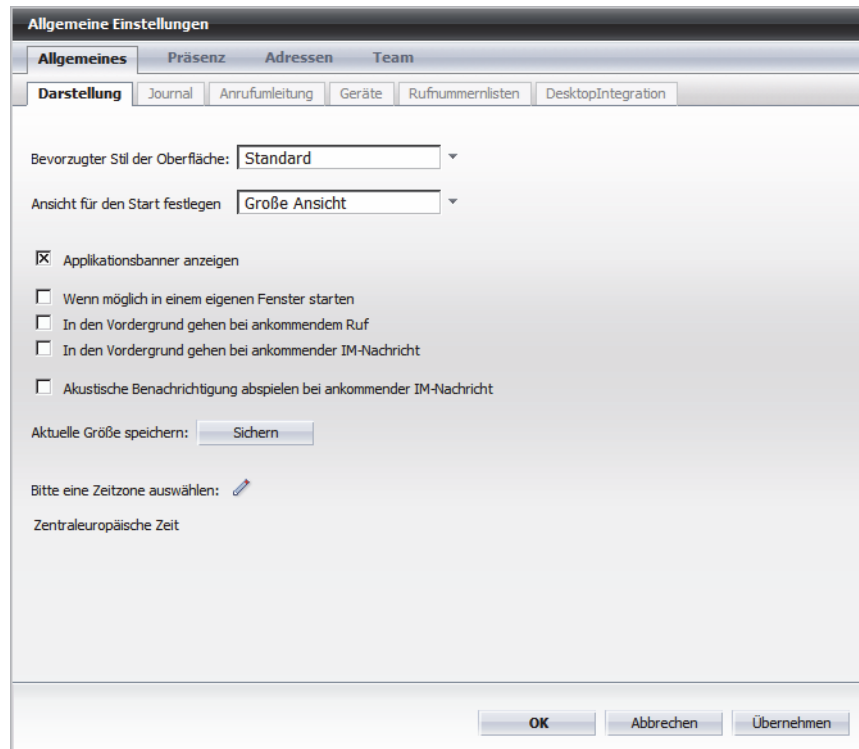 Allgemeine Einstellungen
Allgemeines Präsenz Adressen Team
Darstellung Journal Anrufumleitung Geräte Rufnummernlisten DesktopIntegration
Bevorzugter Stil der Oberfläche: Standard
Ansicht für den Start festlegen Große Ansicht
Applikationsbanner anzeigen
Wenn möglich in einem eigenen Fenster starten
In den Vordergrund gehen bei ankommendem Ruf
In den Vordergrund gehen bei ankommender IM-Nachricht
Akustische Benachrichtigung abspielen bei ankommender IM-Nachricht
Aktuelle Größe speichern: Sichern
Bitte eine Zeitzone auswählen:
Zentraleuropäische Zeit
OK Abbrechen Übernehmen